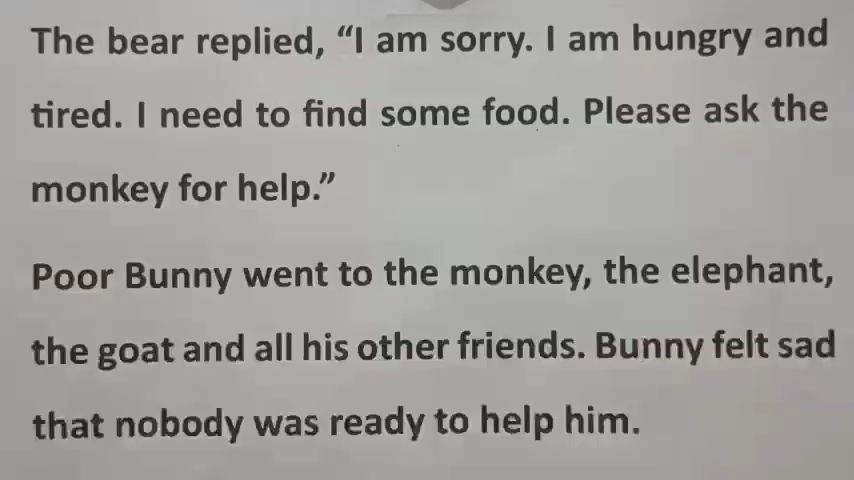 The bear replied, “I am sorry. I am hungry and
tired. I need to find some food. Please ask the
monkey for help.”
Poor Bunny went to the monkey, the elephant,
the goat and all his other friends. Bunny felt sad
that nobody was ready to help him.